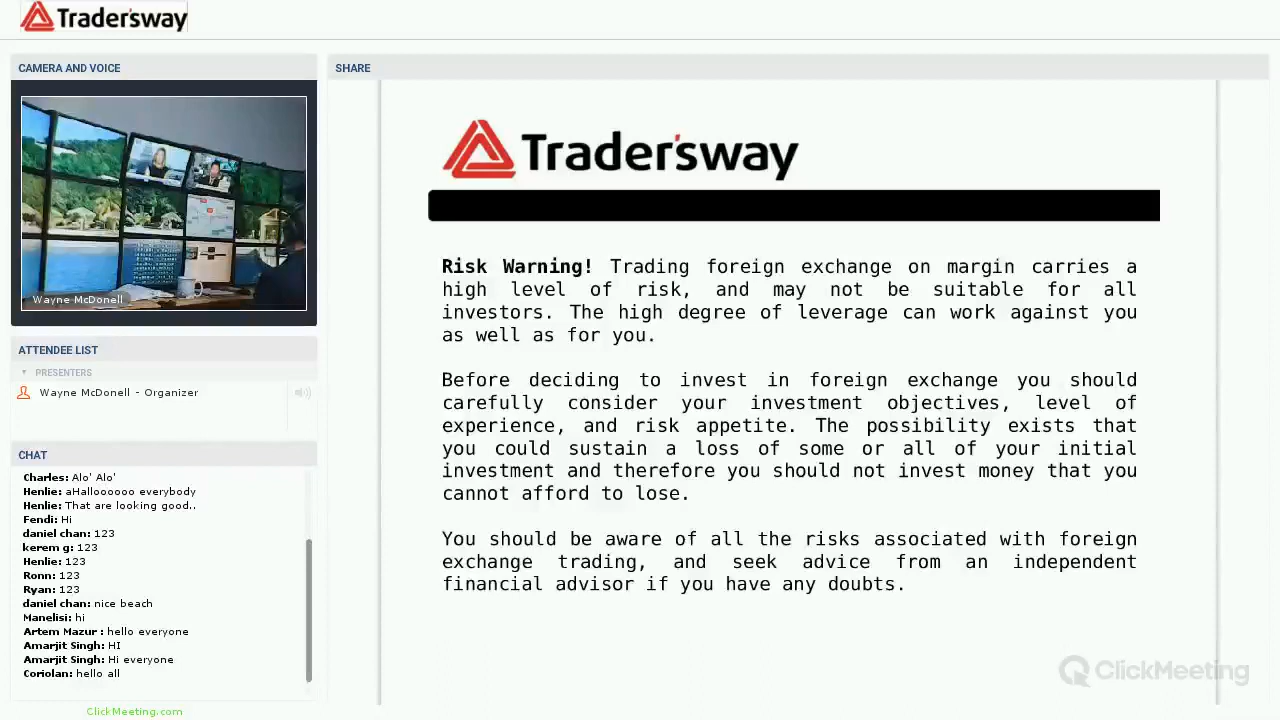 Trader'sway
CAMERA AND VOICE
Wayne McDonell
ATTENDEE LIST
PRESENTERS
Wayne McDonell - Organizer
CHAT
Charles: Alo' Alo'
Henlie: aHalloooooo everybody
Henlie: That are looking good..
Fendi: Hi
daniel chan: 123
kerem g: 123
Henlie: 123
Ronn: 123
Ryan: 123
daniel chan: nice beach
Manelisi: hi
Artem Mazur : hello everyone
Amarjit Singh: HI
Amarjit Singh: Hi everyone
Coriolan: hello all
ClickMeeting.com
SHARE
Trader'sway
Risk Warning! Trading foreign exchange on margin carries a
high level of risk, and may not be suitable for all
investors. The high degree of leverage can work against you
as well as for you.
Before deciding to invest in foreign exchange you should
carefully consider your investment objectives, level of
experience, and risk appetite. The possibility exists that
you could sustain a loss of some or all of your initial
investment and therefore you should not invest money that you
cannot afford to lose.
You should be aware of all the risks associated with foreign
exchange trading, and seek advice from an independent
financial advisor if you have any doubts.
ClickMeeting